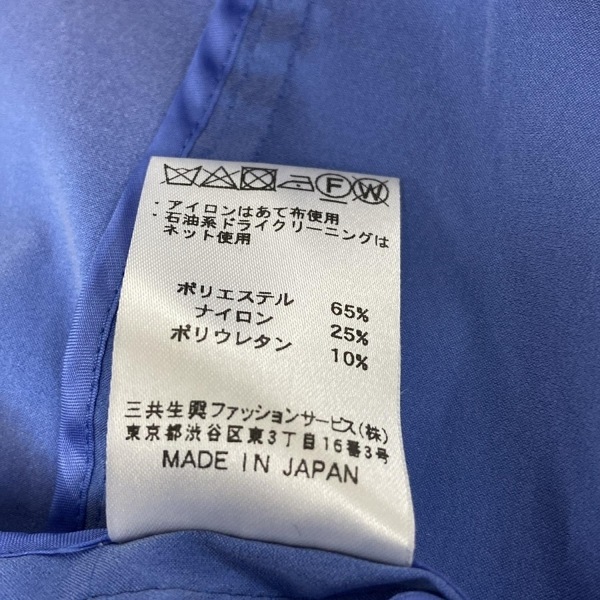 F W
・アイロンはあて布使用
・石油系ドライクリーニングは
ネット使用
ポリエステル 65%
ナイロン 25%
ポリウレタン 10%
三共生興ファッションサービス(株)
東京都渋谷区東3丁目16番3号
MADE IN JAPAN